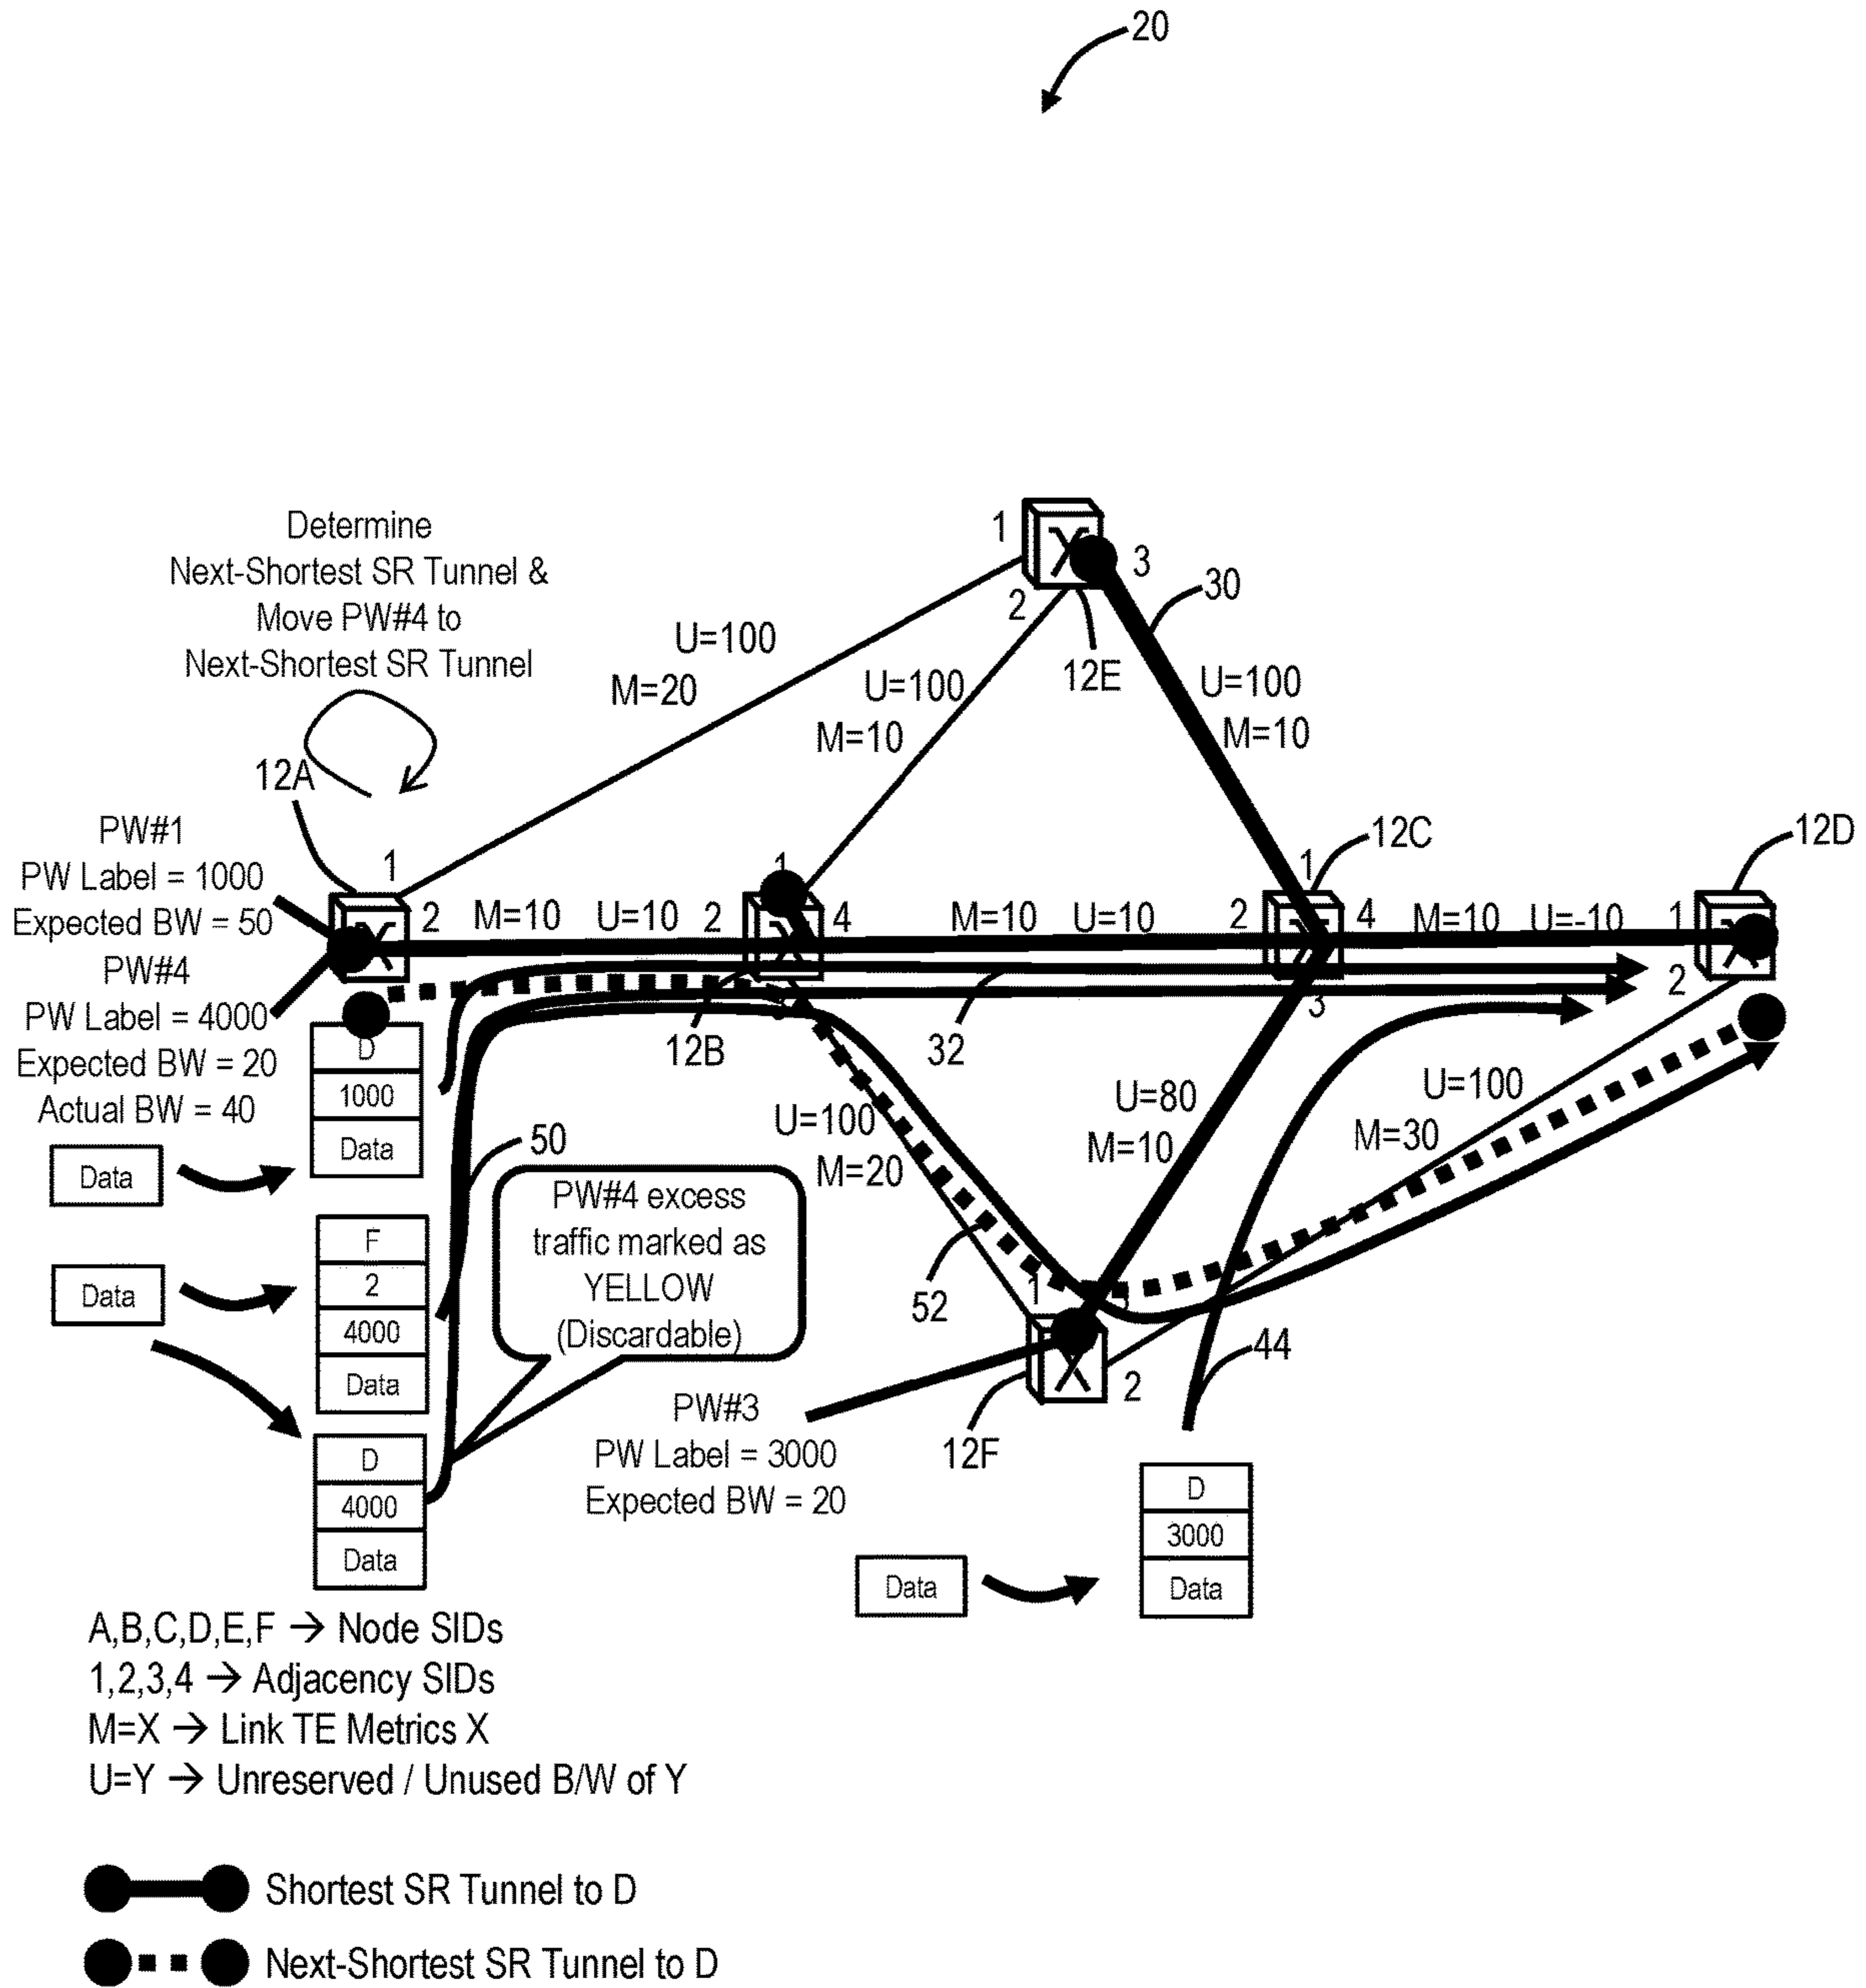 20
Determine
Next-Shortest SR Tunnel &
Move PW#4 to
Next-Shortest SR Tunnel
1
3
2
12E
30
U=100
M=20
U=100
M=10
U=100
M=10
12A
12C
12D
PW#1
PW Label = 1000
Expected BW = 50
1
2
M=10
U=10
2
1
4
M=10
U=10
2
1
4
M=10
U=-10
1
2
3
PW#4
PW Label = 4000
Expected BW = 20
Actual BW = 40
12B
32
D
1000
Data
Data
U=100
M=20
U=80
M=10
U=100
M=30
50
PW#4 excess
traffic marked as
YELLOW
(Discardable)
F
2
4000
Data
Data
52
1
2
44
D
4000
Data
PW#3
PW Label = 3000
Expected BW = 20
12F
D
3000
Data
Data
A,B,C,D,E,F → Node SIDs
1,2,3,4 → Adjacency SIDs
M=X → Link TE Metrics X
U=Y → Unreserved / Unused B/W of Y
Shortest SR Tunnel to D
Next-Shortest SR Tunnel to D